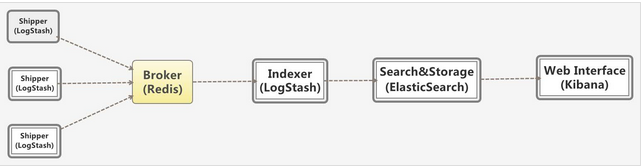 Shipper
(LogStash)
Shipper
(LogStash)
Shipper
(LogStash)
Broker
(Redis)
Indexer
(LogStash)
Search&Storage
(ElasticSearch)
Web Interface
(Kibana)